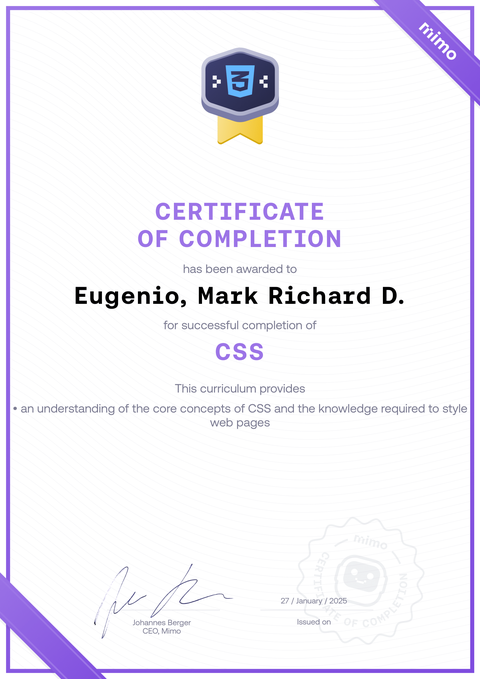 mimo
CERTIFICATE
OF COMPLETION
has been awarded to
Eugenio, Mark Richard D.
for successful completion of
CSS
This curriculum provides
• an understanding of the core concepts of CSS and the knowledge required to style
web pages
mimo
CERTIFICATE OF COMPLETION
27 / January / 2025
Johannes Berger
CEO, Mimo
Issued on